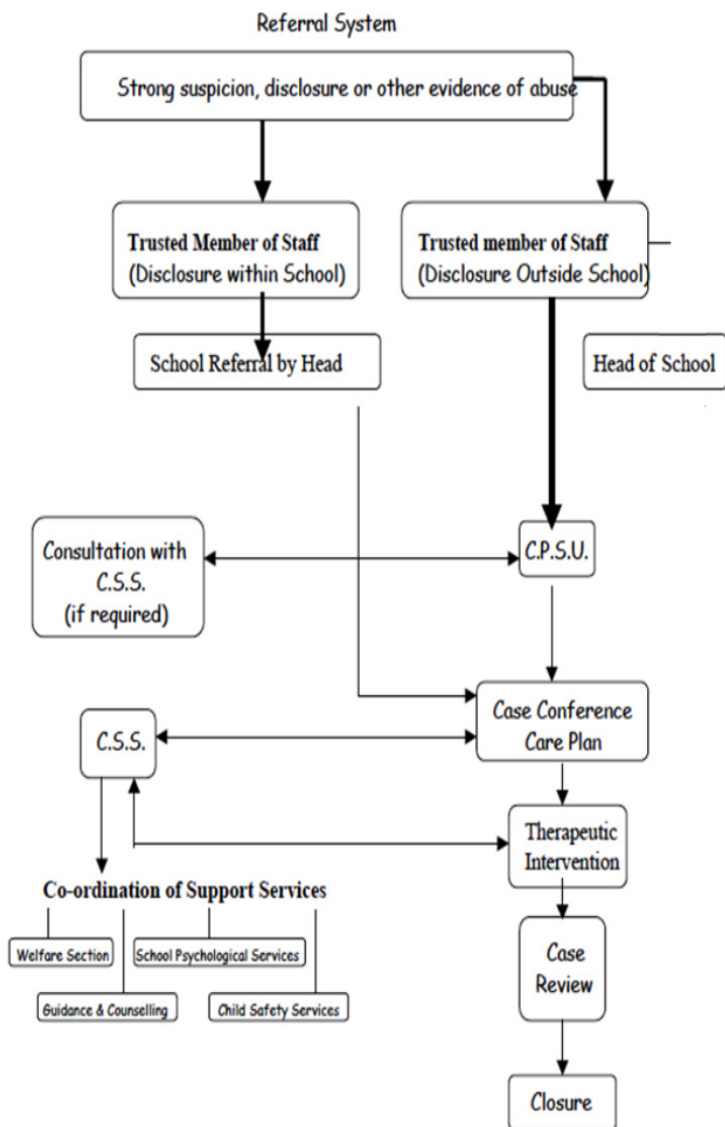 Referral System
Strong suspicion, disclosure or other evidence of abuse
Trusted Member of Staff
(Disclosure within School)
Trusted member of Staff
(Disclosure Outside School)
School Referral by Head
Head of School
Consultation with
C.S.S.
(if required)
C.P.S.U.
Case Conference
Care Plan
C.S.S.
Therapeutic
Intervention
Co-ordination of Support Services
Welfare Section
School Psychological Services
Guidance & Counselling
Child Safety Services
Case
Review
Closure